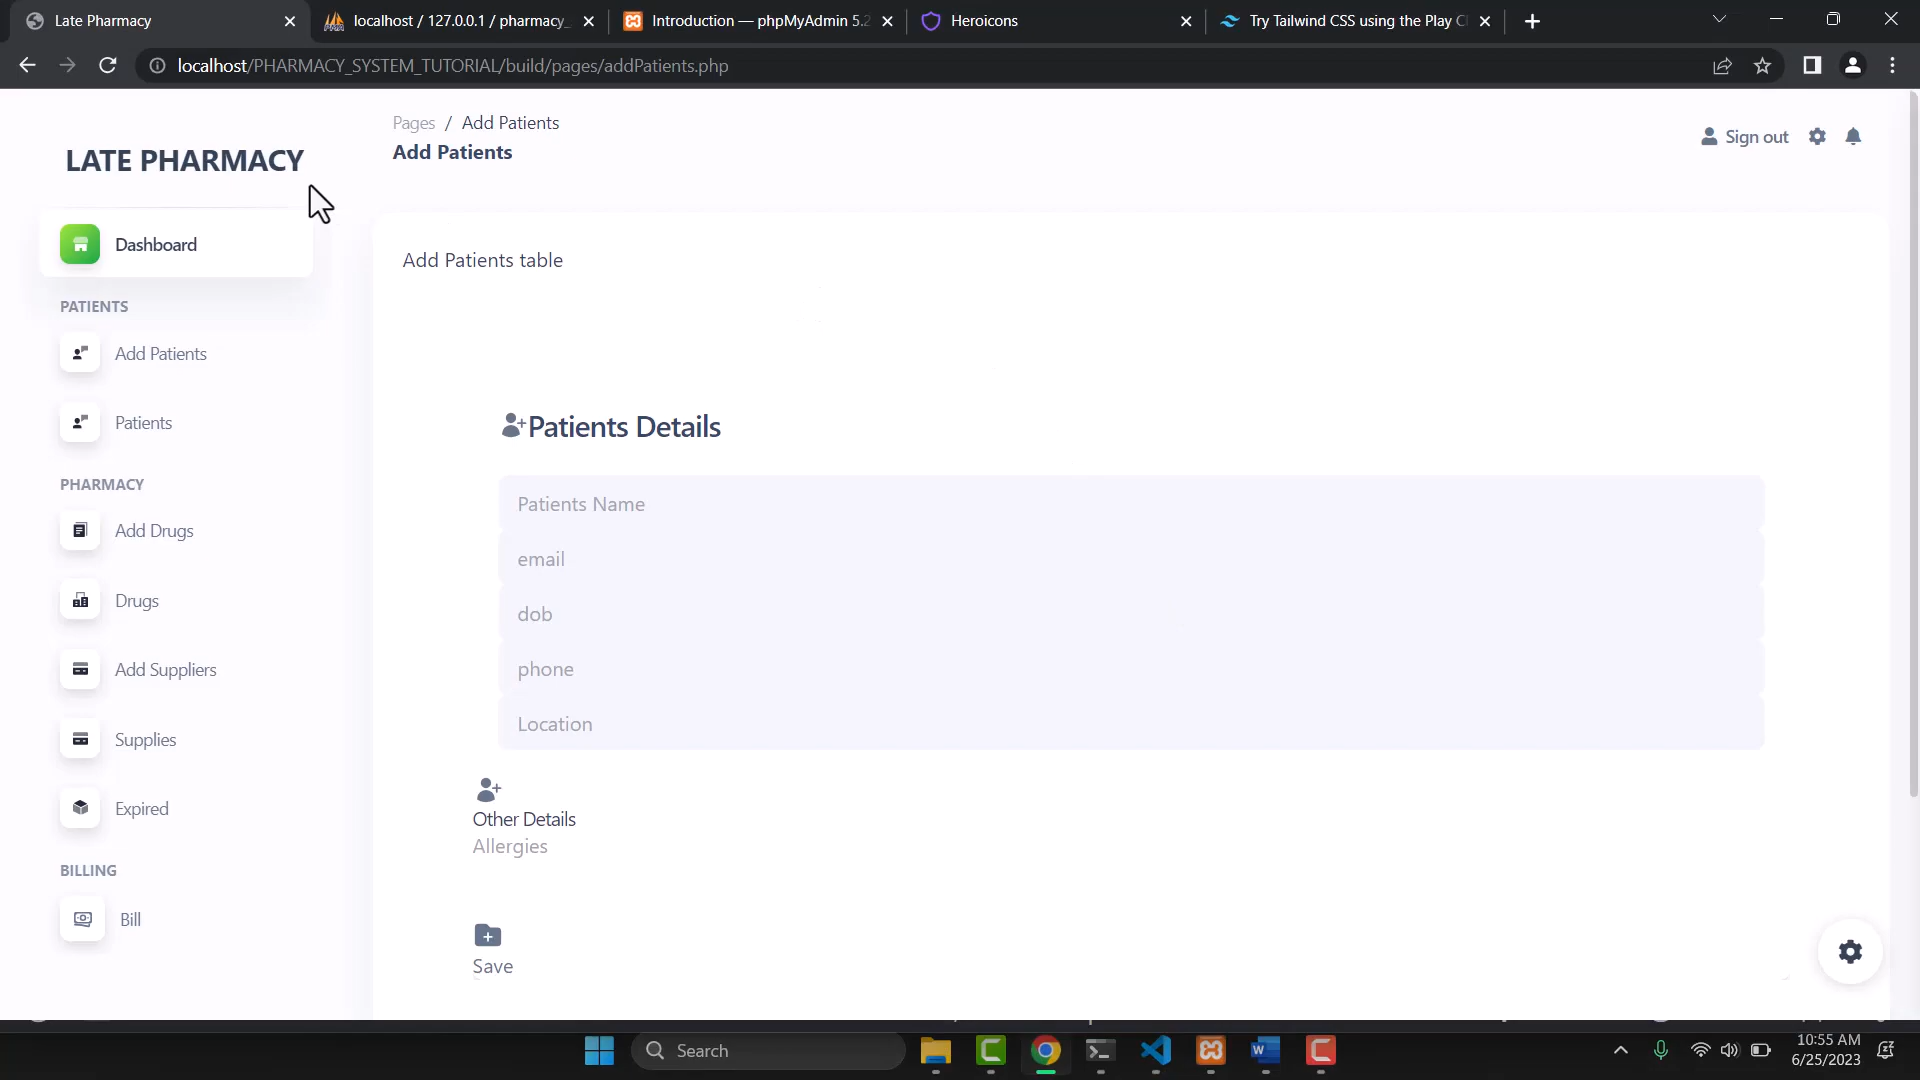 Late Pharmacy
localhost / 127.0.0.1 / pharmacy_
Introduction — phpMyAdmin 5.2
Heroicons
Try Tailwind CSS using the Play C
localhost/PHARMACY_SYSTEM_TUTORIAL/build/pages/addPatients.php
LATE PHARMACY
Dashboard
PATIENTS
Add Patients
Patients
PHARMACY
Add Drugs
Drugs
Add Suppliers
Supplies
Expired
BILLING
Bill
Pages / Add Patients
Add Patients
Sign out
Add Patients table
Patients Details
Patients Name
email
dob
phone
Location
Other Details
Allergies
Save
Search
10:55 AM
6/25/2023